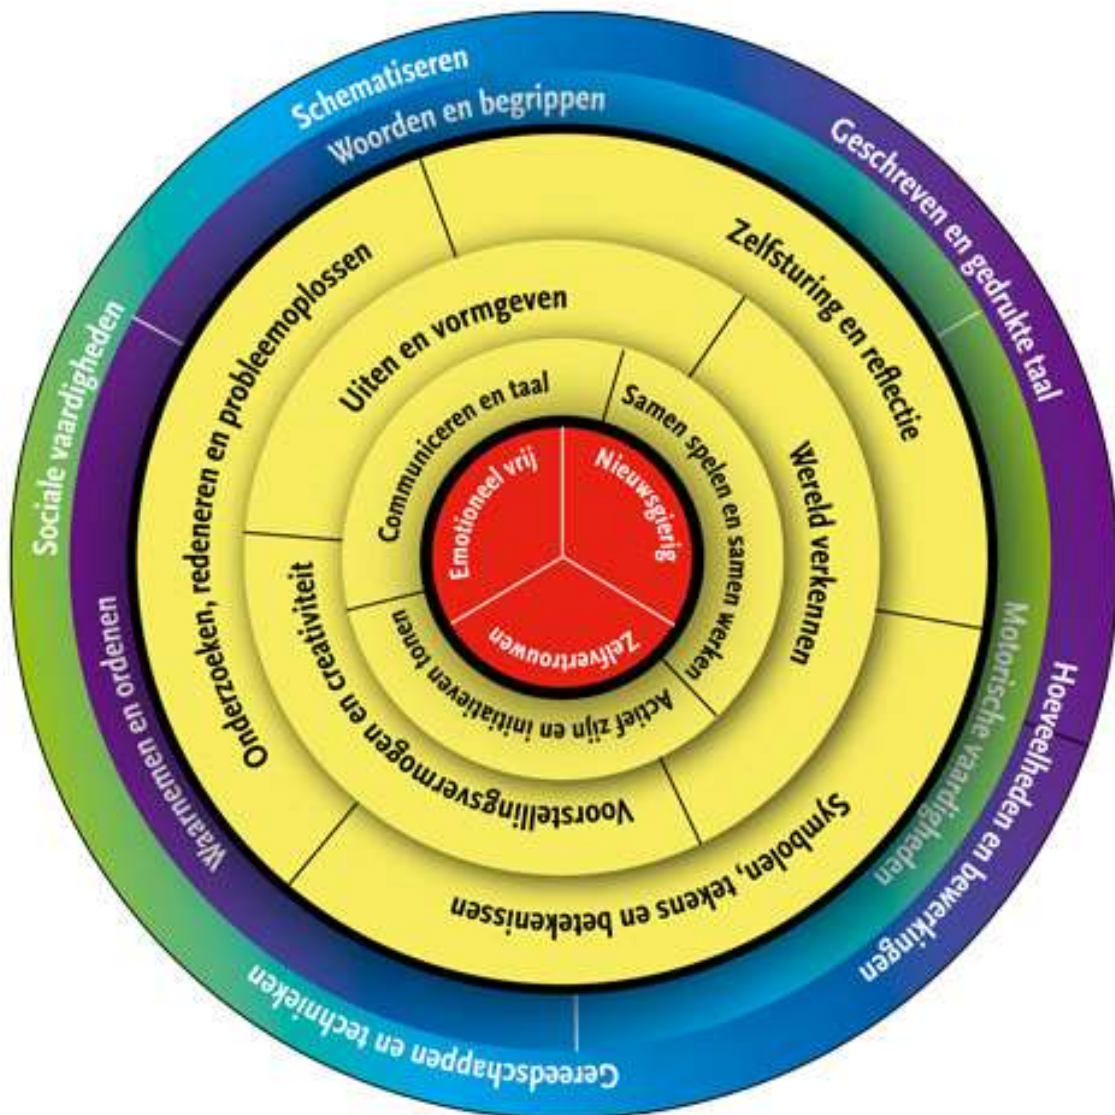 Schematiseren
Geschreven en gedrukte taal
Hoeveelheden en bewerkingen
Gereedschappen en technieken
Sociale vaardigheden
Woorden en begrippen
Motorische vaardigheden
Waarnemen en ordenen
Zelfsturing en reflectie
Symbolen, tekens en betekenissen
Onderzoeken, redeneren en probleemoplossen
Uiten en vormgeven
Wereld verkennen
Voorstellingsvermogen en creativiteit
Communiceren en taal
Samen spelen en samen werken
Actief zijn en initiatieven tonen
Emotioneel vrij
Nieuwsgierig
Zelfvertrouwen